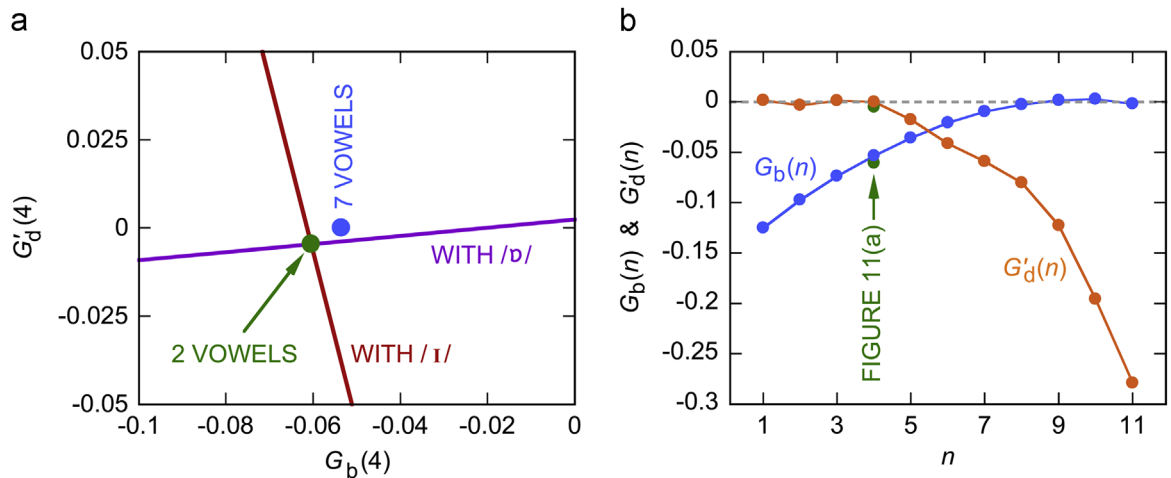 a
0.05
0.025
0
-0.025
-0.05
G′d(4)
-0.1
-0.08
-0.06
-0.04
-0.02
0
Gb(4)
7 VOWELS
WITH /ɒ/
2 VOWELS
WITH /ɪ/
b
0.05
0
-0.05
-0.1
-0.15
-0.2
-0.25
-0.3
Gb(n) & G′d(n)
1
3
5
7
9
11
n
Gb(n)
G′d(n)
FIGURE 11(a)